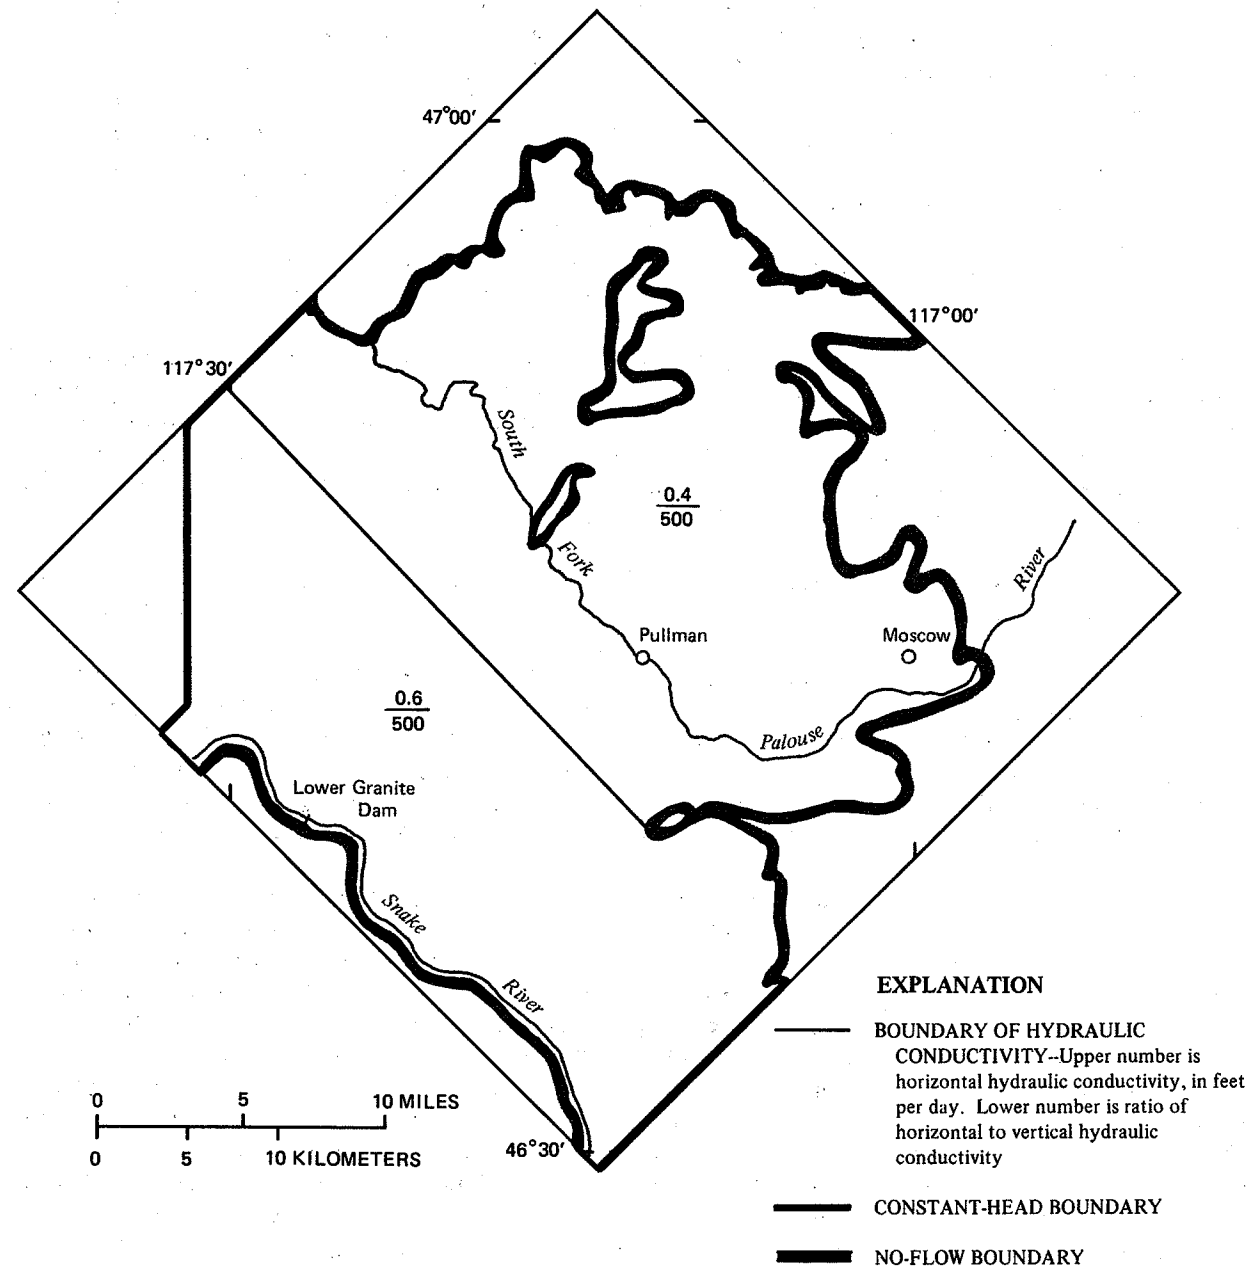 47°00'
117°00'
117°30'
South
0.4
500
Fork
River
Pullman
Moscow
0.6
500
Palouse
Lower Granite
Dam
Snake
River
EXPLANATION
BOUNDARY OF HYDRAULIC
CONDUCTIVITY--Upper number is
horizontal hydraulic conductivity, in feet
per day. Lower number is ratio of
horizontal to vertical hydraulic
conductivity
0 5 10 MILES
0 5 10 KILOMETERS
46°30'
CONSTANT-HEAD BOUNDARY
NO-FLOW BOUNDARY